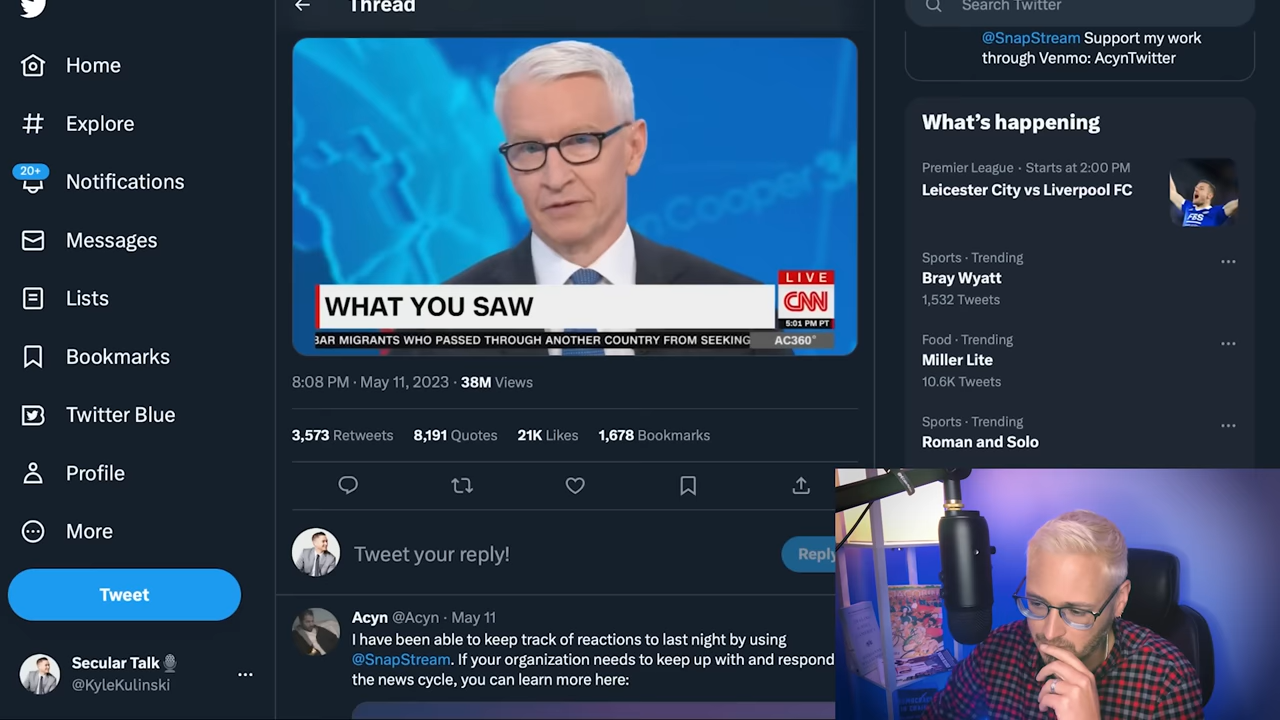 Thread
Search Twitter
Home
Explore
20+
Notifications
Messages
Lists
Bookmarks
Twitter Blue
Profile
More
Tweet
Secular Talk
@KyleKulinski
LIVE
CNN
5:01 PM PT
WHAT YOU SAW
BAR MIGRANTS WHO PASSED THROUGH ANOTHER COUNTRY FROM SEEKING
AC360°
8:08 PM · May 11, 2023 · 38M Views
3,573 Retweets 8,191 Quotes 21K Likes 1,678 Bookmarks
Tweet your reply!
Reply
Acyn @Acyn · May 11
I have been able to keep track of reactions to last night by using
@SnapStream. If your organization needs to keep up with and respond
the news cycle, you can learn more here:
@SnapStream Support my work
through Venmo: AcynTwitter
What's happening
Premier League · Starts at 2:00 PM
Leicester City vs Liverpool FC
Sports · Trending
Bray Wyatt
1,532 Tweets
Food · Trending
Miller Lite
10.6K Tweets
Sports · Trending
Roman and Solo